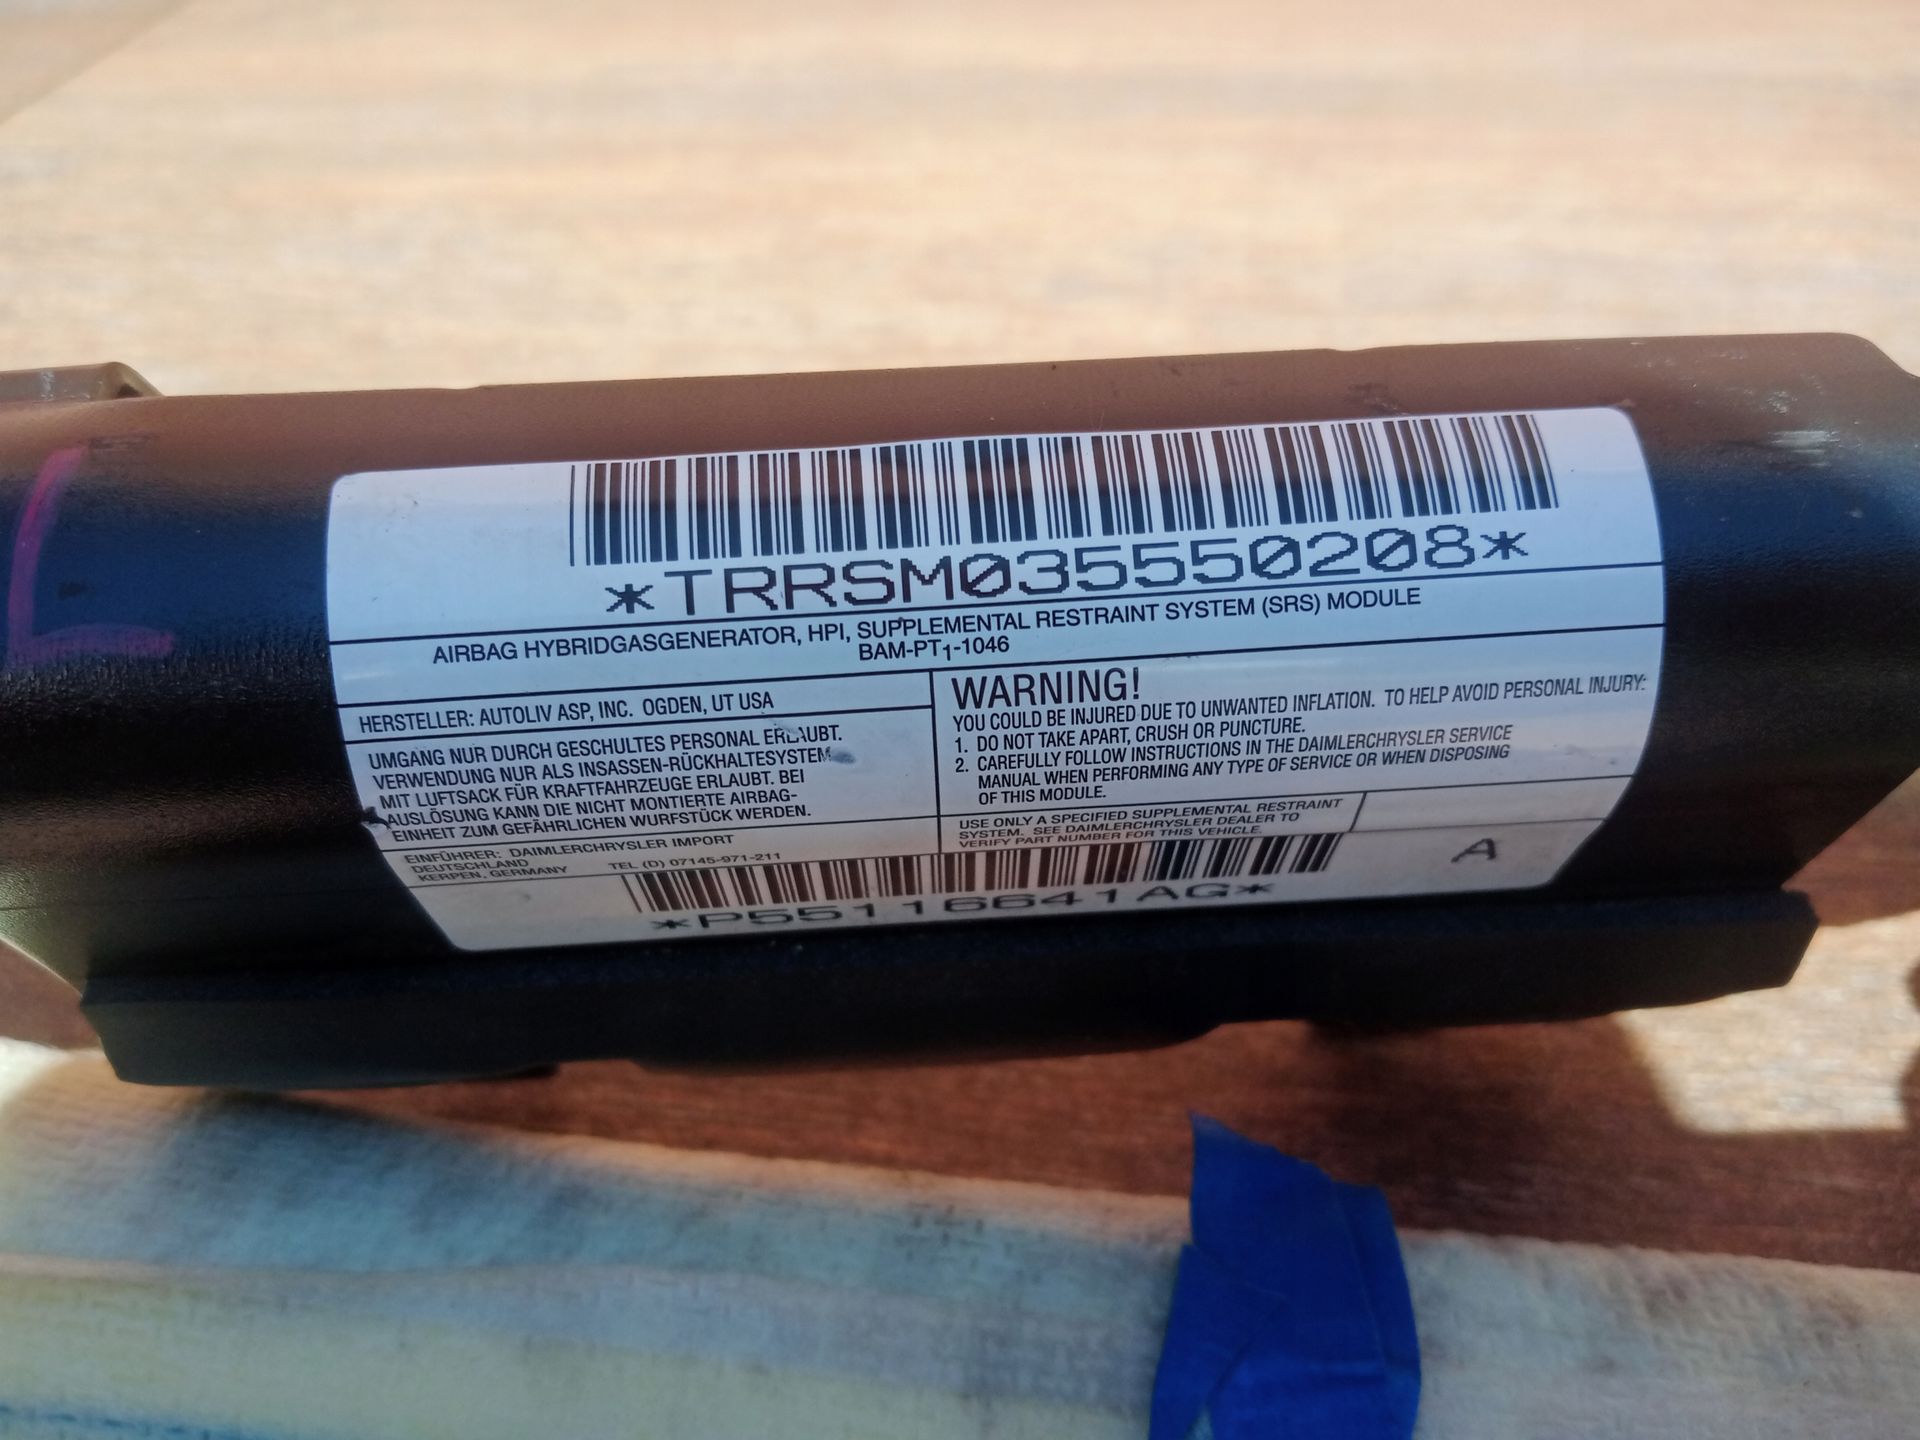 *TRRSM035550208*
AIRBAG HYBRIDGASGENERATOR, HPI, SUPPLEMENTAL RESTRAINT SYSTEM (SRS) MODULE
BAM-PT1-1046
HERSTELLER: AUTOLIV ASP, INC. OGDEN, UT USA
UMGANG NUR DURCH GESCHULTES PERSONAL ERLAUBT.
VERWENDUNG NUR ALS INSASSEN-RÜCKHALTESYSTEM
MIT LUFTSACK FÜR KRAFTFAHRZEUGE ERLAUBT. BEI
AUSLÖSUNG KANN DIE NICHT MONTIERTE AIRBAG-
EINHEIT ZUM GEFÄHRLICHEN WURFSTÜCK WERDEN.
EINFÜHRER: DAIMLERCHRYSLER IMPORT
DEUTSCHLAND
KERPEN, GERMANY TEL (D) 07145-971-211
WARNING!
YOU COULD BE INJURED DUE TO UNWANTED INFLATION. TO HELP AVOID PERSONAL INJURY:
1. DO NOT TAKE APART, CRUSH OR PUNCTURE.
2. CAREFULLY FOLLOW INSTRUCTIONS IN THE DAIMLERCHRYSLER SERVICE
MANUAL WHEN PERFORMING ANY TYPE OF SERVICE OR WHEN DISPOSING
OF THIS MODULE.
USE ONLY A SPECIFIED SUPPLEMENTAL RESTRAINT
SYSTEM. SEE DAIMLERCHRYSLER DEALER TO
VERIFY PART NUMBER FOR THIS VEHICLE.
A
*P55116641AG*